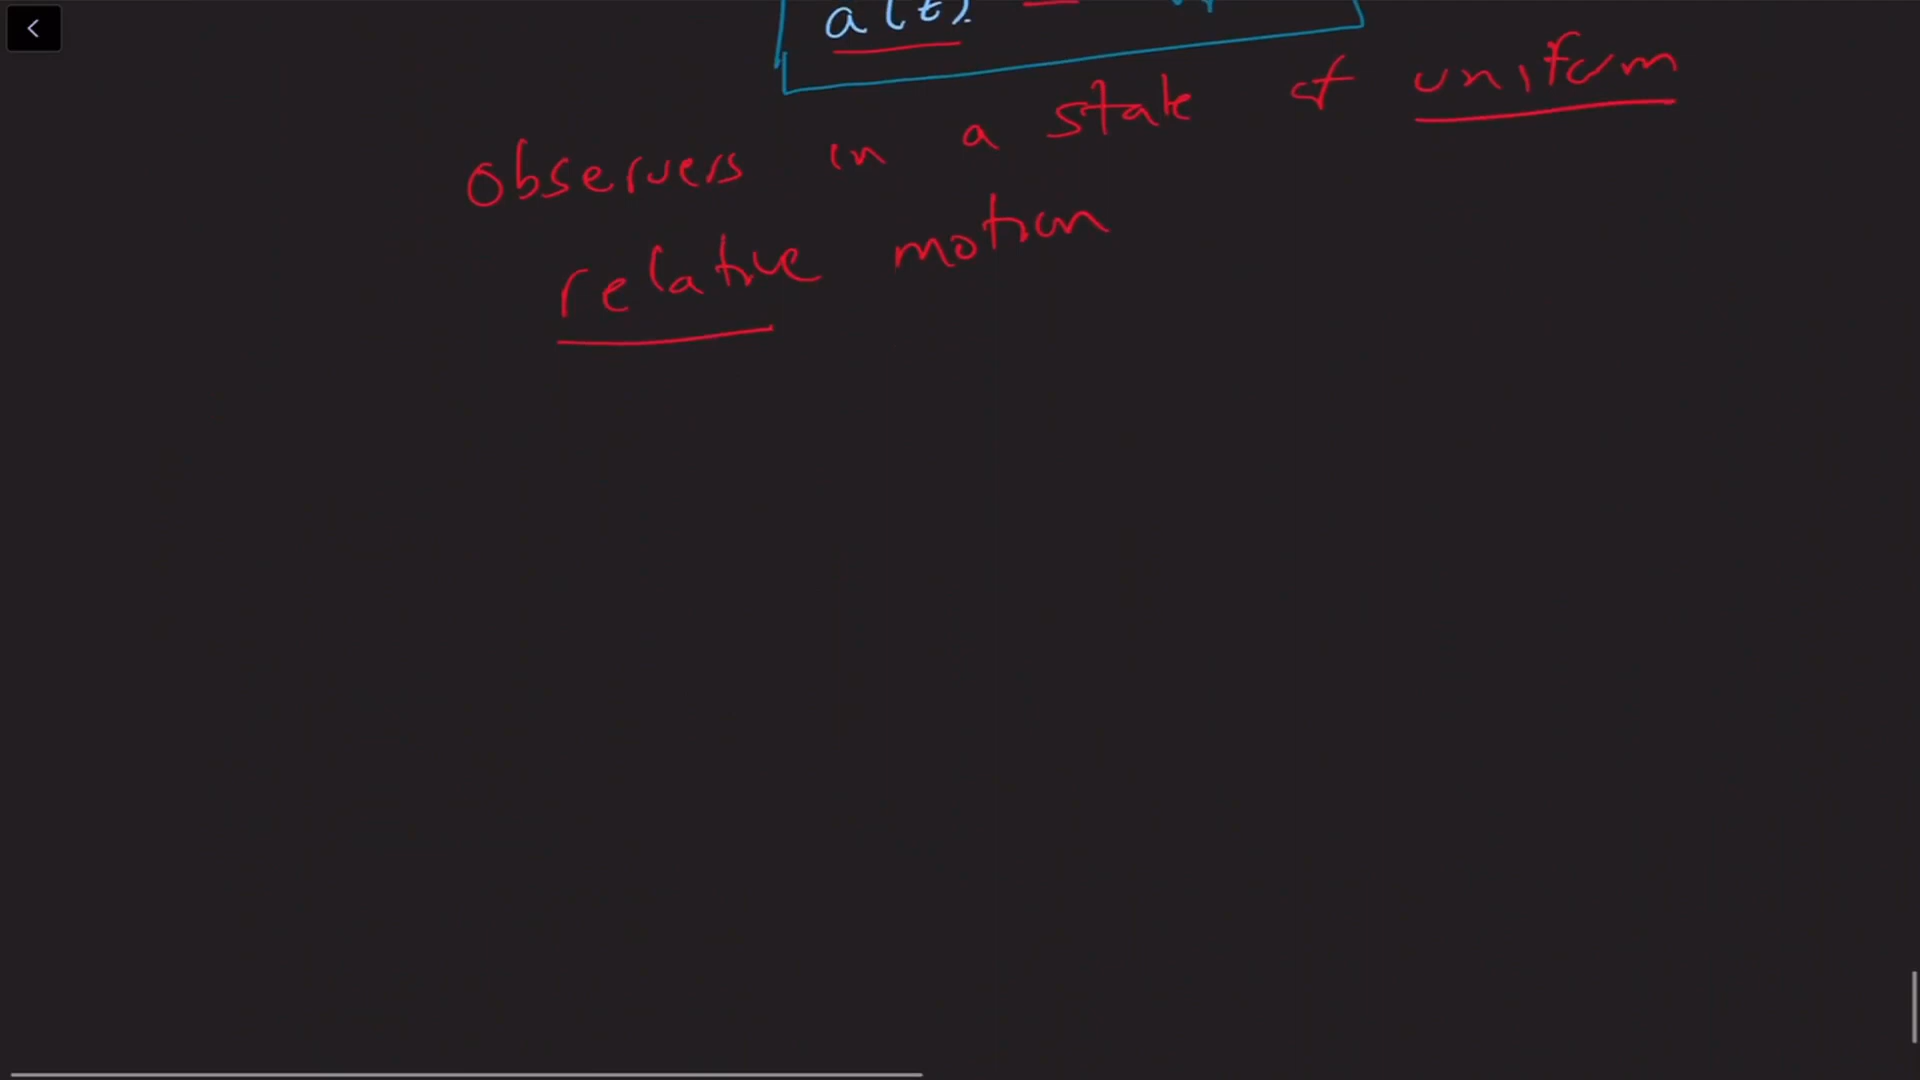 a(t)
Observers in a state of uniform
relative motion